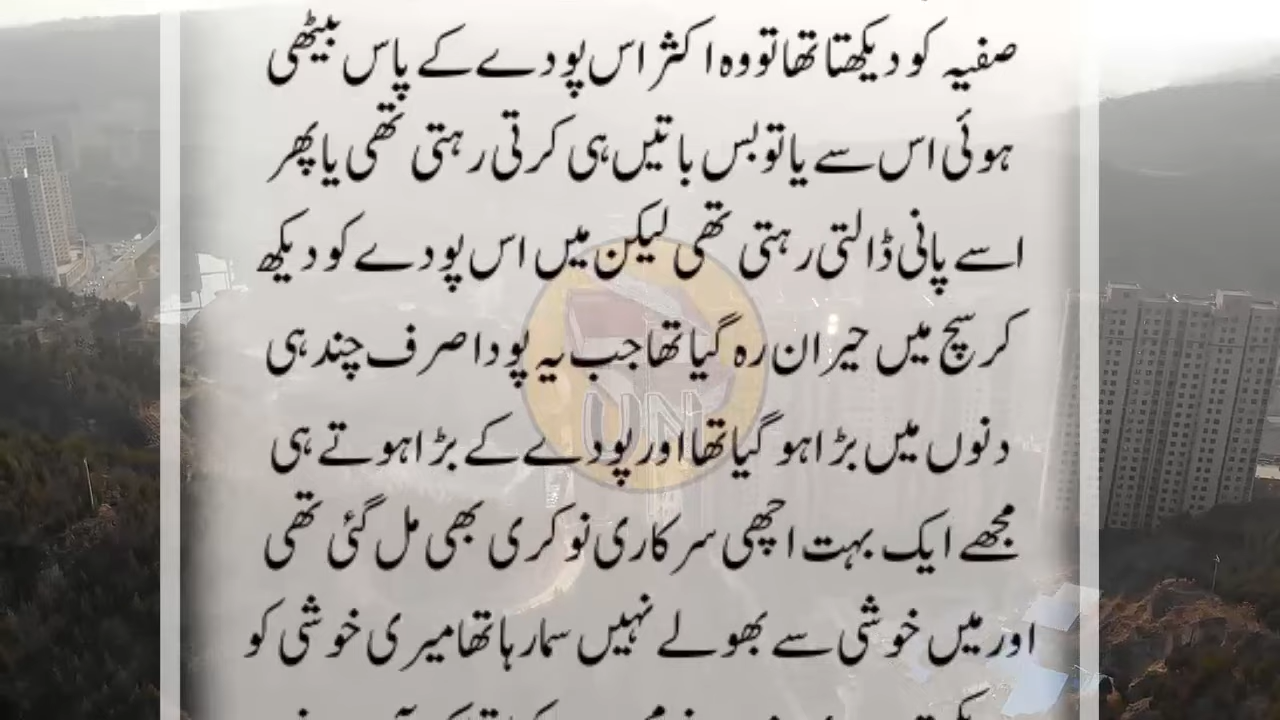 صفیہ کو دیکھتا تھا تو وہ اکثر اس پودے کے پاس بیٹھی
ہوئی اس سے یا تو بس باتیں ہی کرتی رہتی تھی یا پھر
اسے پانی ڈالتی رہتی تھی لیکن میں اس پودے کو دیکھ
کر سچ میں حیران رہ گیا تھا جب یہ پودا صرف چند ہی
UN
دنوں میں بڑا ہو گیا تھا اور پودے کے بڑا ہوتے ہی
مجھے ایک بہت اچھی سرکاری نوکری بھی مل گئی تھی
اور میں خوشی سے بھولے نہیں سما رہا تھا میری خوشی کو